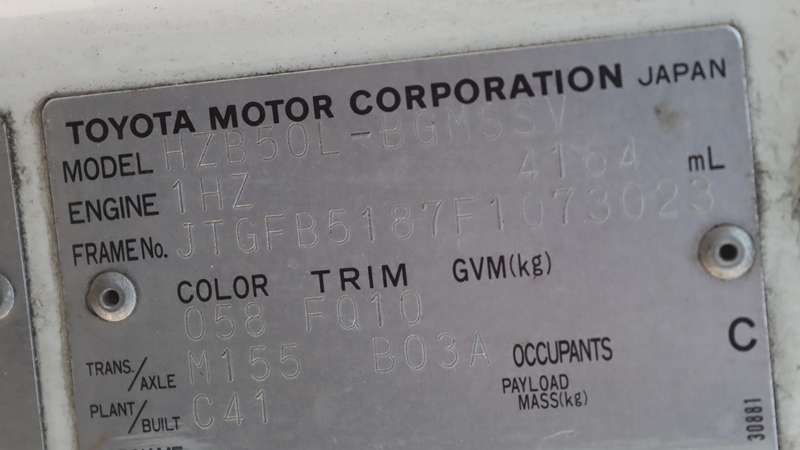 TOYOTA MOTOR CORPORATION JAPAN
MODEL HZB50L-BGMSSV
ENGINE 1HZ 4164 mL
FRAME No. JTGFB5187F1073023
COLOR TRIM GVM(kg)
058 FQ10
TRANS./AXLE M155 B03A OCCUPANTS
PLANT/BUILT C41 PAYLOAD MASS(kg)
C
30881